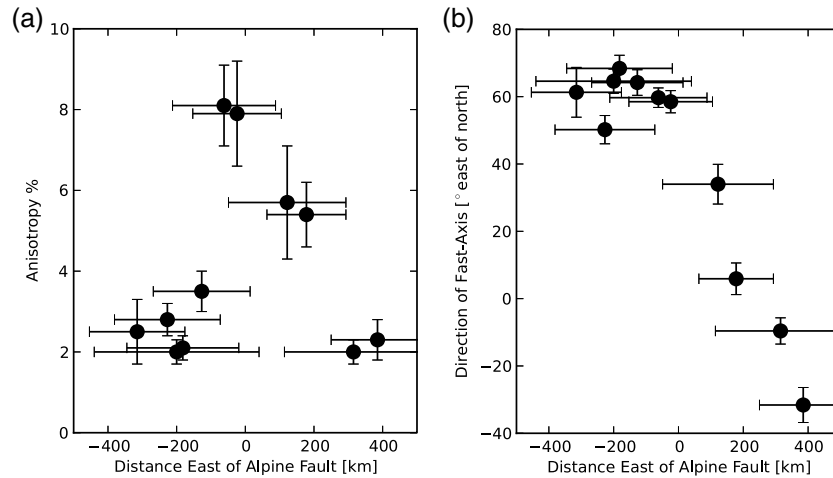 (a)
10
8
6
4
2
0
Anisotropy %
−400 −200 0 200 400
Distance East of Alpine Fault [km]
(b)
80
60
40
20
0
−20
−40
Direction of Fast-Axis [° east of north]
−400 −200 0 200 400
Distance East of Alpine Fault [km]